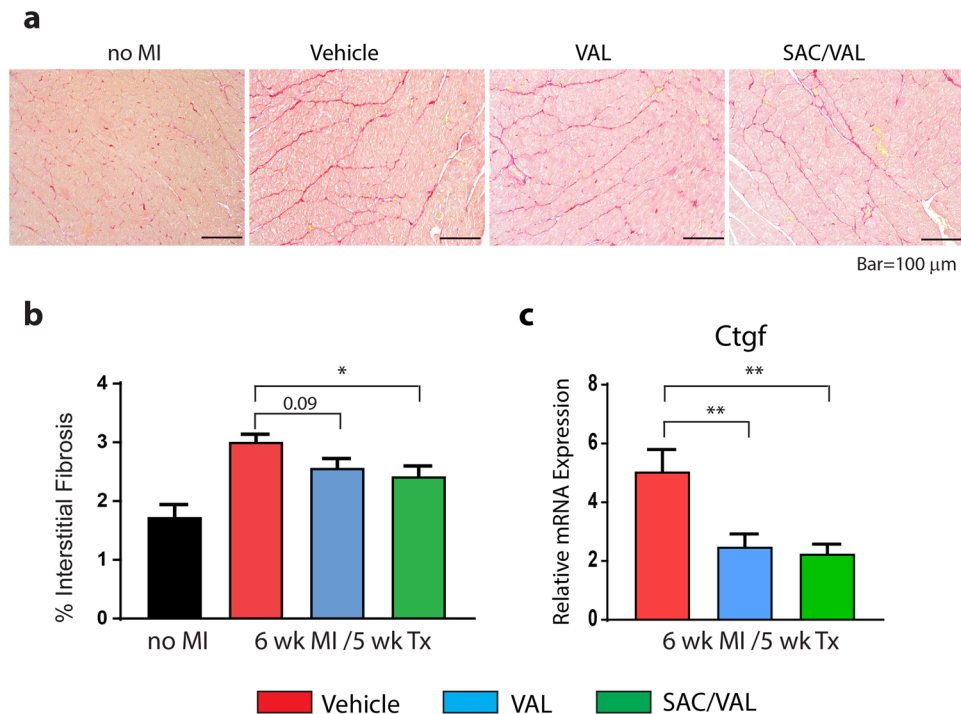 a
no MI Vehicle VAL SAC/VAL
Bar=100 μm
b
% Interstitial Fibrosis
4
3
2
1
0
*
0.09
no MI 6 wk MI /5 wk Tx
c
Ctgf
Relative mRNA Expression
8
6
4
2
0
**
**
6 wk MI /5 wk Tx
Vehicle VAL SAC/VAL